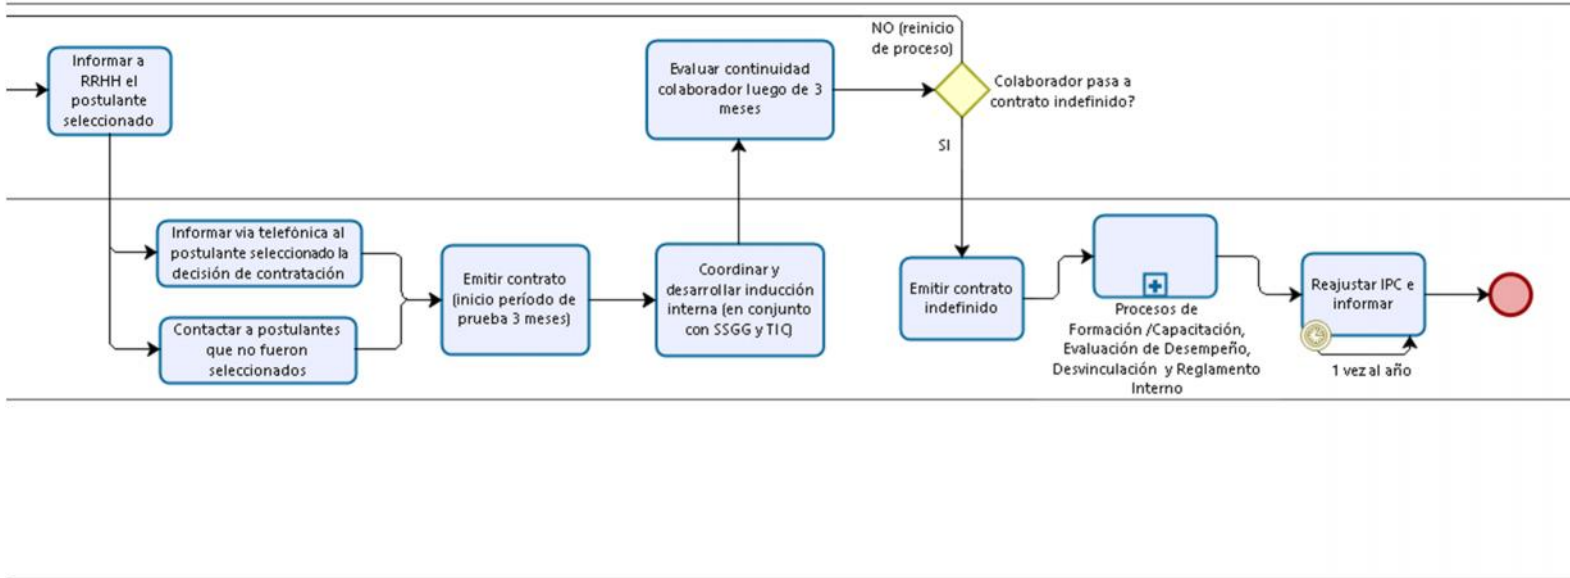 Informar a
RRHH el
postulante
seleccionado
Evaluar continuidad
colaborador luego de 3
meses
NO (reinicio
de proceso)
Colaborador pasa a
contrato indefinido?
SI
Informar via telefónica al
postulante seleccionado la
decisión de contratación
Contactar a postulantes
que no fueron
seleccionados
Emitir contrato
(inicio período de
prueba 3 meses)
Coordinar y
desarrollar inducción
interna (en conjunto
con SSGG y TIC)
Emitir contrato
indefinido
Procesos de
Formación /Capacitación,
Evaluación de Desempeño,
Desvinculación y Reglamento
Interno
Reajustar IPC e
informar
1 vez al año